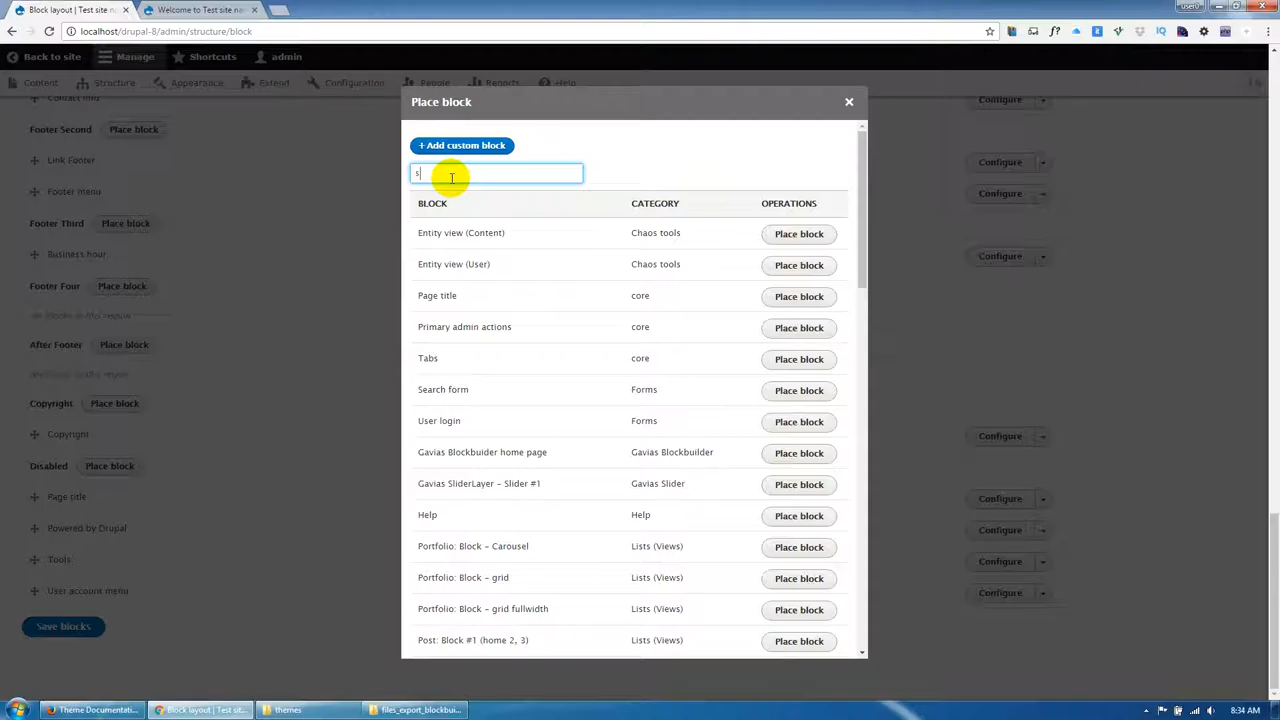 Block layout | Test site na
Welcome to Test site na
user0
localhost/drupal-8/admin/structure/block
Back to site
Manage
Shortcuts
admin
Content
Structure
Appearance
Extend
Configuration
People
Reports
Help
Place block
+ Add custom block
s
BLOCK CATEGORY OPERATIONS
Entity view (Content) Chaos tools Place block
Entity view (User) Chaos tools Place block
Page title core Place block
Primary admin actions core Place block
Tabs core Place block
Search form Forms Place block
User login Forms Place block
Gavias Blockbuider home page Gavias Blockbuilder Place block
Gavias SliderLayer - Slider #1 Gavias Slider Place block
Help Help Place block
Portfolio: Block - Carousel Lists (Views) Place block
Portfolio: Block - grid Lists (Views) Place block
Portfolio: Block - grid fullwidth Lists (Views) Place block
Post: Block #1 (home 2, 3) Lists (Views) Place block
Contact info Configure
Footer Second Place block
Link Footer Configure
Footer menu Configure
Footer Third Place block
Business hour Configure
Footer Four Place block
After Footer Place block
Copyright Place block
Copyright Configure
Disabled Place block
Page title Configure
Powered by Drupal Configure
Tools Configure
User account menu Configure
Save blocks
Theme Documentati...
Block layout | Test sit...
themes
files_export_blockbui...
8:34 AM